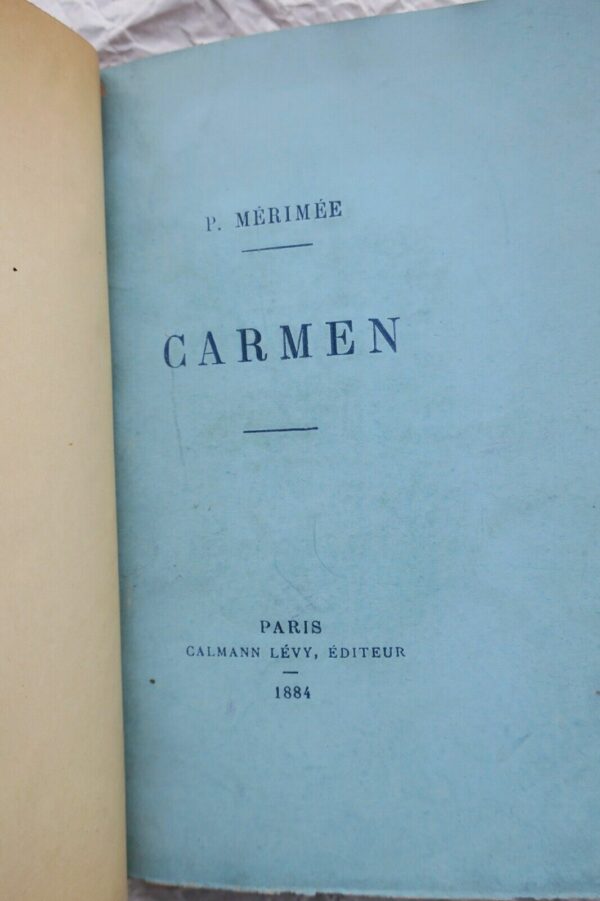 P. MÉRIMÉE
CARMEN
PARIS
CALMANN LÉVY, ÉDITEUR
1884